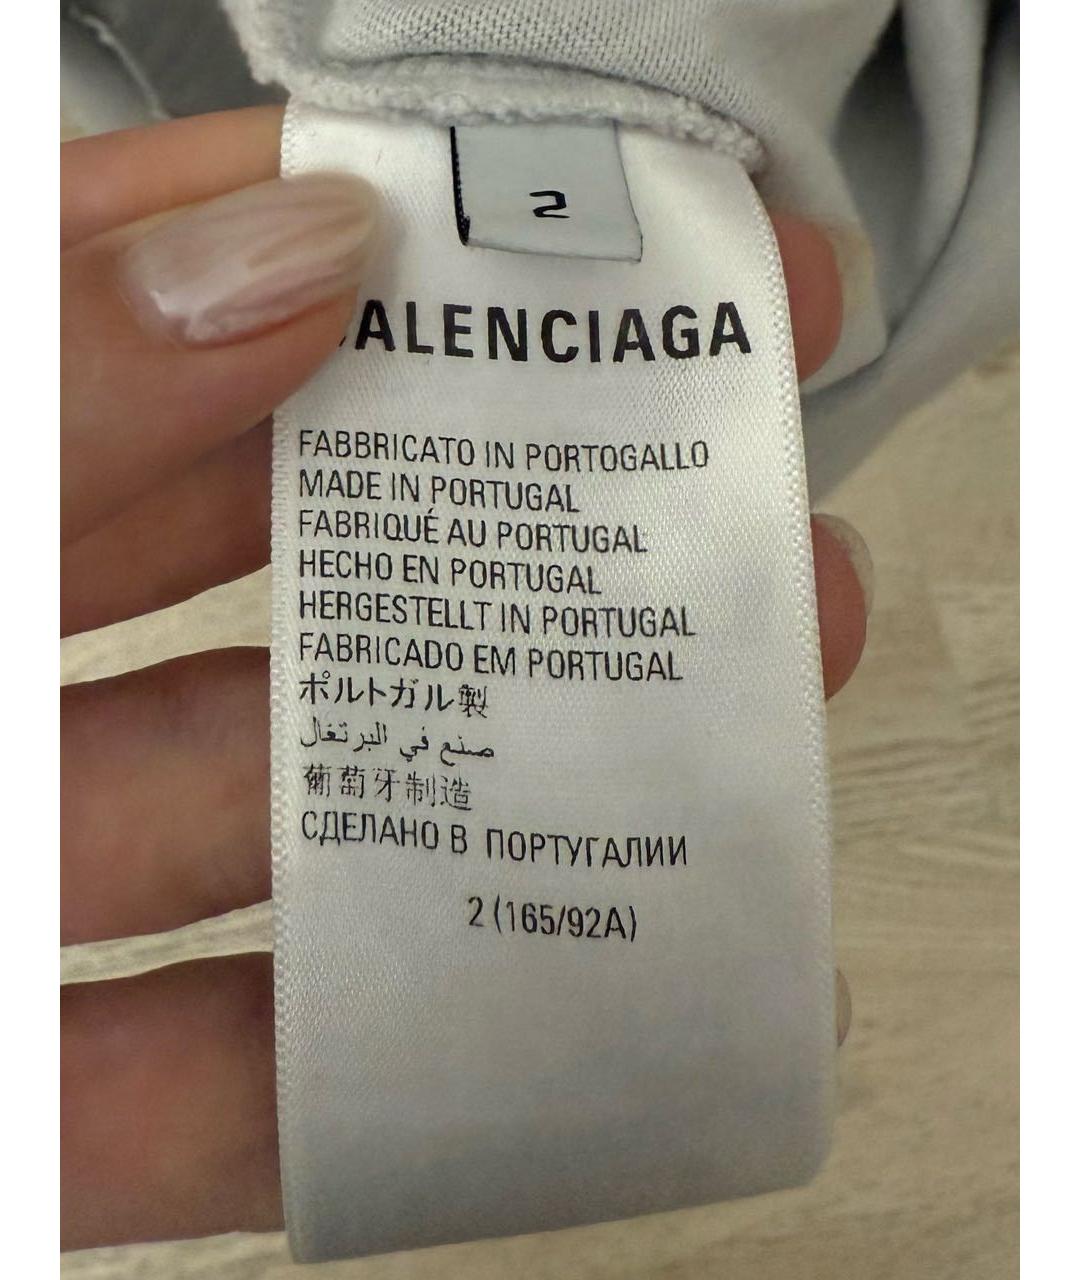 2
BALENCIAGA
FABBRICATO IN PORTOGALLO
MADE IN PORTUGAL
FABRIQUÉ AU PORTUGAL
HECHO EN PORTUGAL
HERGESTELLT IN PORTUGAL
FABRICADO EM PORTUGAL
ポルトガル製
صنع في البرتغال
葡萄牙制造
СДЕЛАНО В ПОРТУГАЛИИ
2 (165/92A)